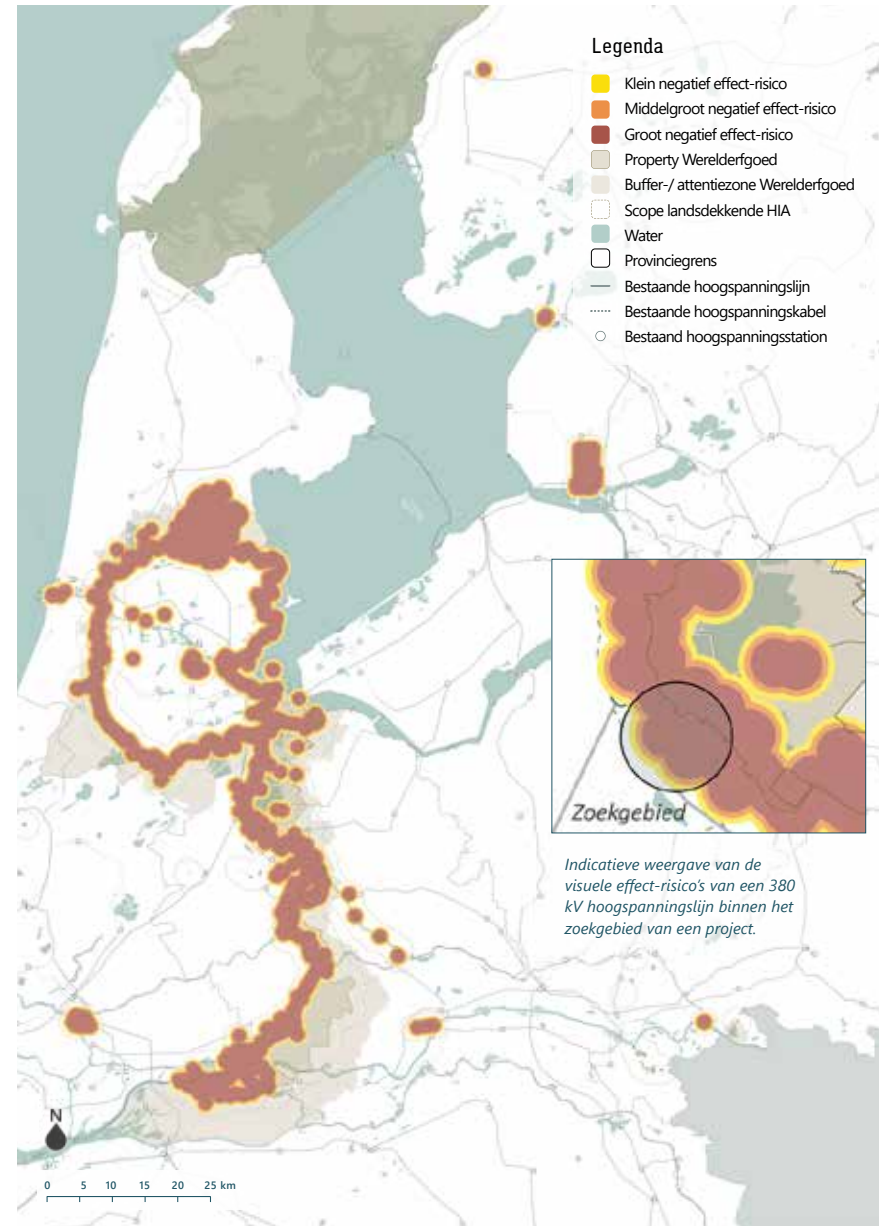 Legenda
Klein negatief effect-risico
Middelgroot negatief effect-risico
Groot negatief effect-risico
Property Werelderfgoed
Buffer-/ attentiezone Werelderfgoed
Scope landsdekkende HIA
Water
Provinciegrens
Bestaande hoogspanningslijn
Bestaande hoogspanningskabel
Bestaand hoogspanningsstation
Zoekgebied
Indicatieve weergave van de
visuele effect-risico's van een 380
kV hoogspanningslijn binnen het
zoekgebied van een project.
N
0 5 10 15 20 25 km